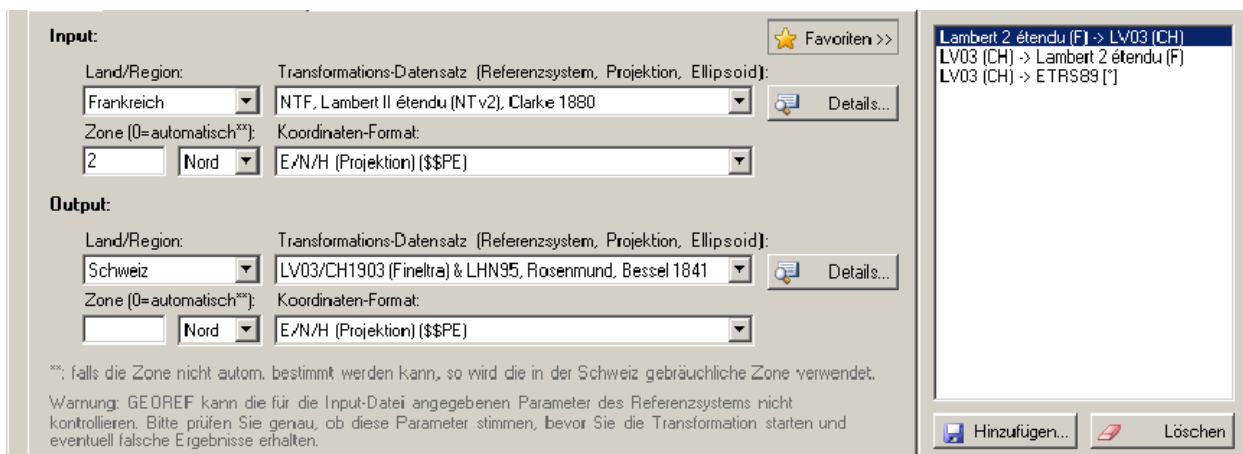 Input:
Favoriten >>
Land/Region:
Transformations-Datensatz (Referenzsystem, Projektion, Ellipsoid):
Frankreich
NTF, Lambert II étendu (NTv2), Clarke 1880
Details...
Zone (0=automatisch**):
Koordinaten-Format:
2
Nord
E/N/H (Projektion) ($$PE)
Output:
Land/Region:
Transformations-Datensatz (Referenzsystem, Projektion, Ellipsoid):
Schweiz
LV03/CH1903 (Fineltra) & LHN95, Rosenmund, Bessel 1841
Details...
Zone (0=automatisch**):
Koordinaten-Format:
Nord
E/N/H (Projektion) ($$PE)
**: falls die Zone nicht autom. bestimmt werden kann, so wird die in der Schweiz gebräuchliche Zone verwendet.
Warnung: GEOREF kann die für die Input-Datei angegebenen Parameter des Referenzsystems nicht
kontrollieren. Bitte prüfen Sie genau, ob diese Parameter stimmen, bevor Sie die Transformation starten und
eventuell falsche Ergebnisse erhalten.
Lambert 2 étendu (F) -> LV03 (CH)
LV03 (CH) -> Lambert 2 étendu (F)
LV03 (CH) -> ETRS89 [*]
Hinzufügen...
Löschen